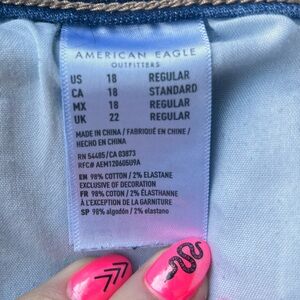 AMERICAN EAGLE
OUTFITTERS
US 18 REGULAR
CA 18 STANDARD
MX 18 REGULAR
UK 22 REGULAR
MADE IN CHINA / FABRIQUÉ EN CHINE /
HECHO EN CHINA
RN 54485/CA 03873
RFC# AEM120605U9A
EN 98% COTTON / 2% ELASTANE
EXCLUSIVE OF DECORATION
FR 98% COTON / 2% ÉLASTHANNE
À L'EXCEPTION DE LA GARNITURE
SP 98% algodón / 2% elastano